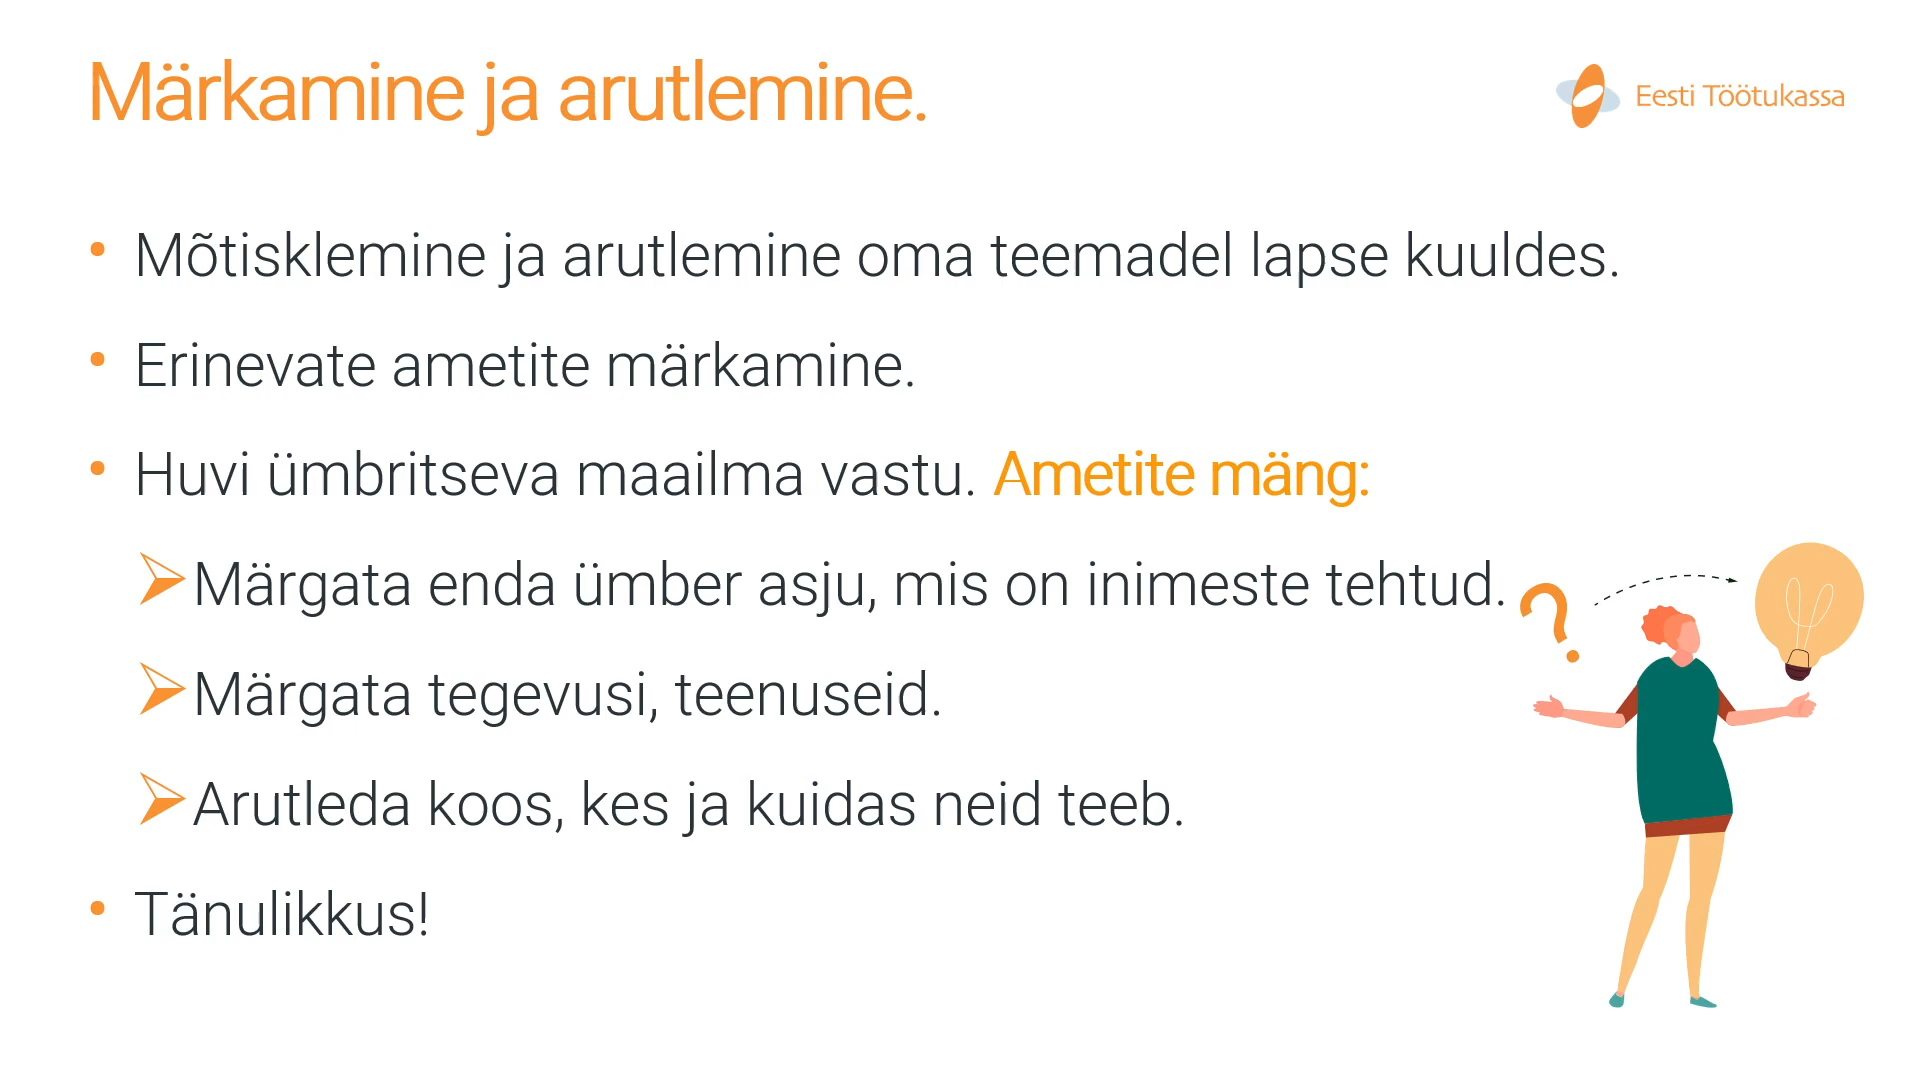 Märkamine ja arutlemine.
Eesti Töötukassa
• Mõtisklemine ja arutlemine oma teemadel lapse kuuldes.
• Erinevate ametite märkamine.
• Huvi ümbritseva maailma vastu. Ametite mäng:
➢ Märgata enda ümber asju, mis on inimeste tehtud.
➢ Märgata tegevusi, teenuseid.
➢ Arutleda koos, kes ja kuidas neid teeb.
• Tänulikkus!
?